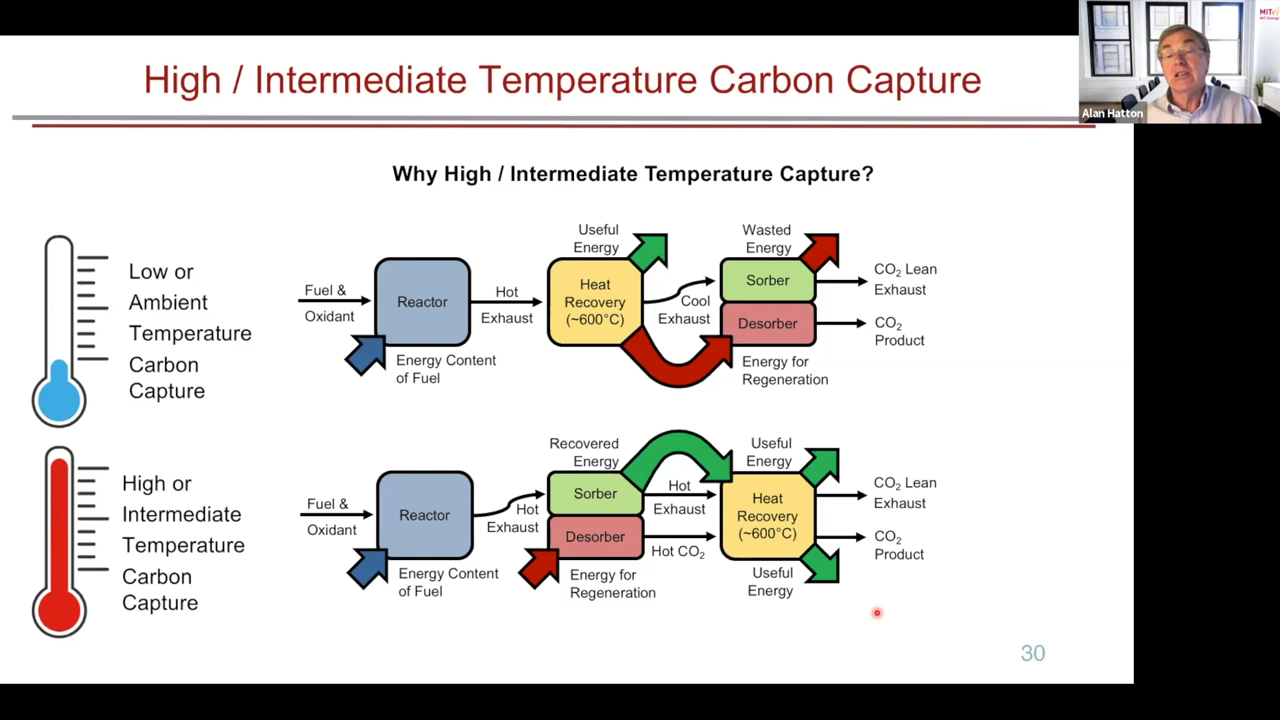 High / Intermediate Temperature Carbon Capture
MIT
MIT Energy
Alan Hatton
Why High / Intermediate Temperature Capture?
Low or
Ambient
Temperature
Carbon
Capture
Fuel &
Oxidant
Reactor
Energy Content
of Fuel
Hot
Exhaust
Useful
Energy
Heat
Recovery
(~600°C)
Cool
Exhaust
Wasted
Energy
Sorber
Desorber
Energy for
Regeneration
CO₂ Lean
Exhaust
CO₂
Product
High or
Intermediate
Temperature
Carbon
Capture
Fuel &
Oxidant
Reactor
Energy Content
of Fuel
Hot
Exhaust
Recovered
Energy
Sorber
Desorber
Energy for
Regeneration
Hot
Exhaust
Hot CO₂
Useful
Energy
Heat
Recovery
(~600°C)
Useful
Energy
CO₂ Lean
Exhaust
CO₂
Product
30